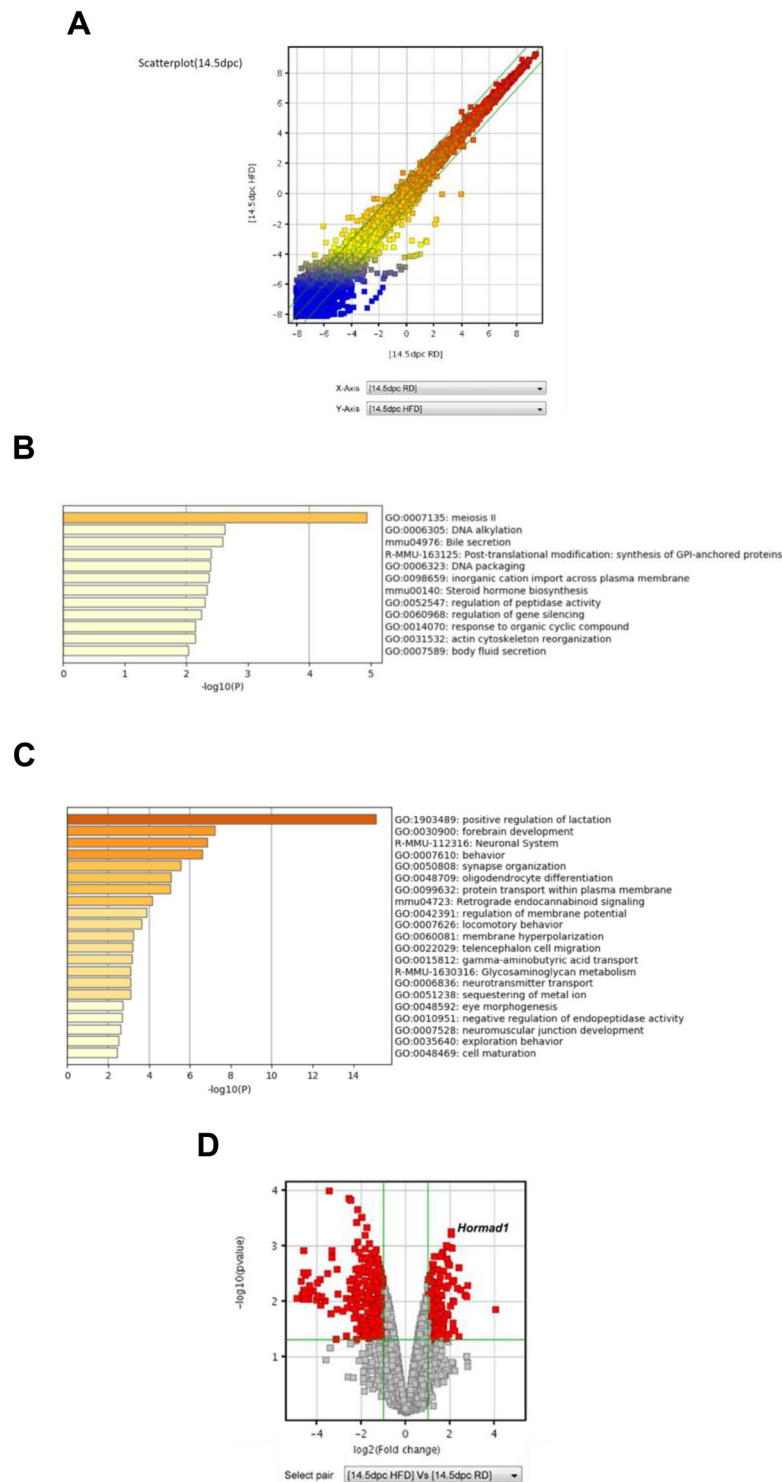 A
Scatterplot(14.5dpc)
8
6
4
2
0
−2
−4
−6
−8
[14.5dpc HFD]
−8 −6 −4 −2 0 2 4 6 8
[14.5dpc RD]
X-Axis [14.5dpc RD]
Y-Axis [14.5dpc HFD]
B
GO:0007135: meiosis II
GO:0006305: DNA alkylation
mmu04976: Bile secretion
R-MMU-163125: Post-translational modification: synthesis of GPI-anchored proteins
GO:0006323: DNA packaging
GO:0098659: inorganic cation import across plasma membrane
mmu00140: Steroid hormone biosynthesis
GO:0052547: regulation of peptidase activity
GO:0060968: regulation of gene silencing
GO:0014070: response to organic cyclic compound
GO:0031532: actin cytoskeleton reorganization
GO:0007589: body fluid secretion
0 1 2 3 4 5
-log10(P)
C
GO:1903489: positive regulation of lactation
GO:0030900: forebrain development
R-MMU-112316: Neuronal System
GO:0007610: behavior
GO:0050808: synapse organization
GO:0048709: oligodendrocyte differentiation
GO:0099632: protein transport within plasma membrane
mmu04723: Retrograde endocannabinoid signaling
GO:0042391: regulation of membrane potential
GO:0007626: locomotory behavior
GO:0060081: membrane hyperpolarization
GO:0022029: telencephalon cell migration
GO:0015812: gamma-aminobutyric acid transport
R-MMU-1630316: Glycosaminoglycan metabolism
GO:0006836: neurotransmitter transport
GO:0051238: sequestering of metal ion
GO:0048592: eye morphogenesis
GO:0010951: negative regulation of endopeptidase activity
GO:0007528: neuromuscular junction development
GO:0035640: exploration behavior
GO:0048469: cell maturation
0 2 4 6 8 10 12 14
-log10(P)
D
4
3
2
1
−log10(pvalue)
Hormad1
−4 −2 0 2 4
log2(Fold change)
Select pair [14.5dpc HFD] Vs [14.5dpc RD]